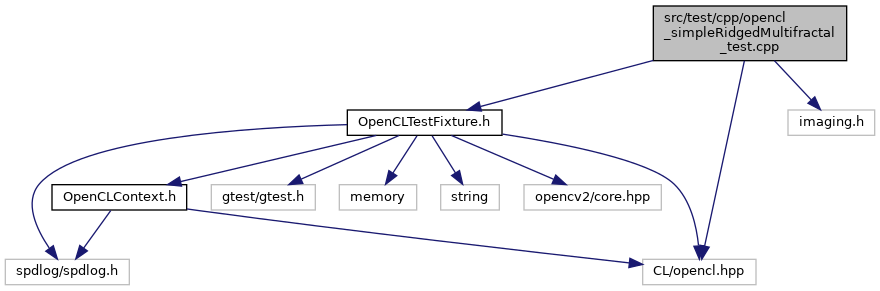 src/test/cpp/opencl
_simpleRidgedMultifractal
_test.cpp
OpenCLTestFixture.h
imaging.h
OpenCLContext.h
gtest/gtest.h
memory
string
opencv2/core.hpp
spdlog/spdlog.h
CL/opencl.hpp